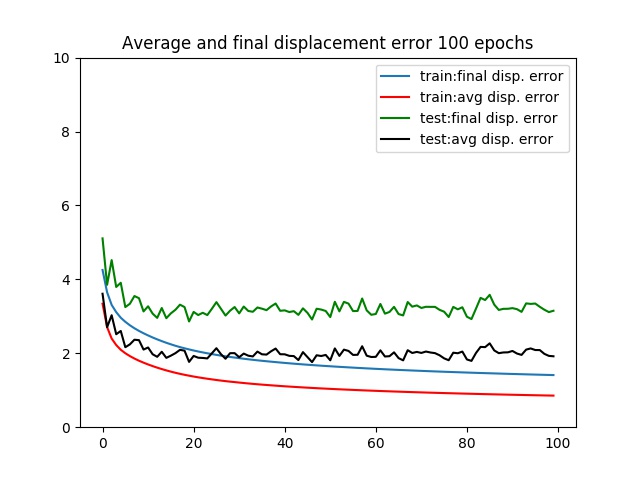 Average and final displacement error 100 epochs
train:final disp. error
train:avg disp. error
test:final disp. error
test:avg disp. error
10
8
6
4
2
0
0 20 40 60 80 100